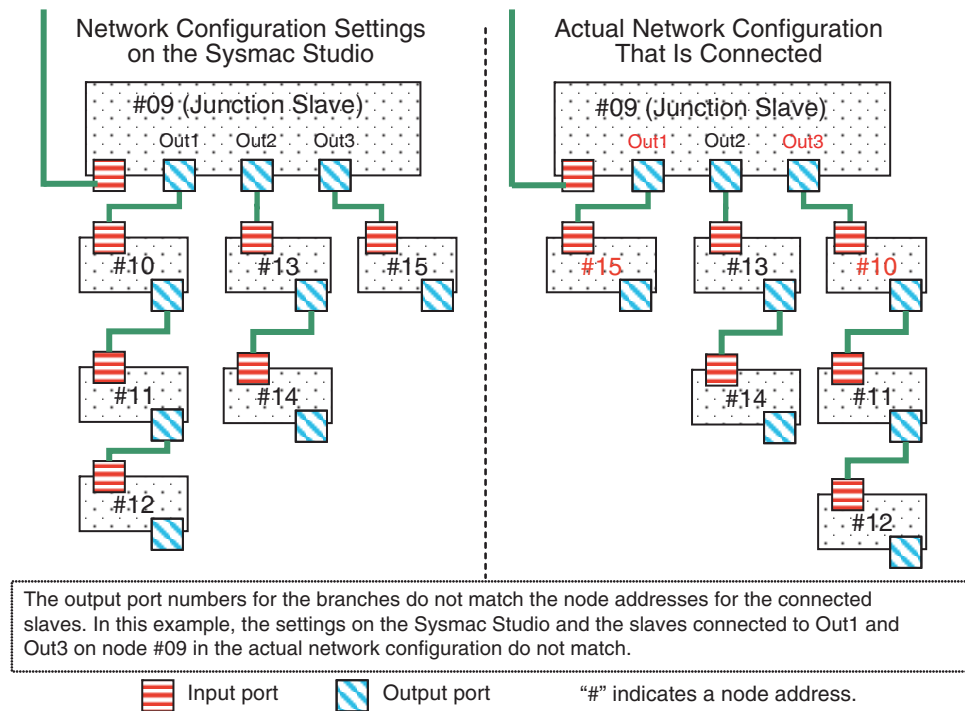 Network Configuration Settings
on the Sysmac Studio
#09 (Junction Slave)
Out1 Out2 Out3
#10 #13 #15
#11 #14
#12
Actual Network Configuration
That Is Connected
#09 (Junction Slave)
Out1 Out2 Out3
#15 #13 #10
#14 #11
#12
The output port numbers for the branches do not match the node addresses for the connected
slaves. In this example, the settings on the Sysmac Studio and the slaves connected to Out1 and
Out3 on node #09 in the actual network configuration do not match.
Input port Output port “#” indicates a node address.